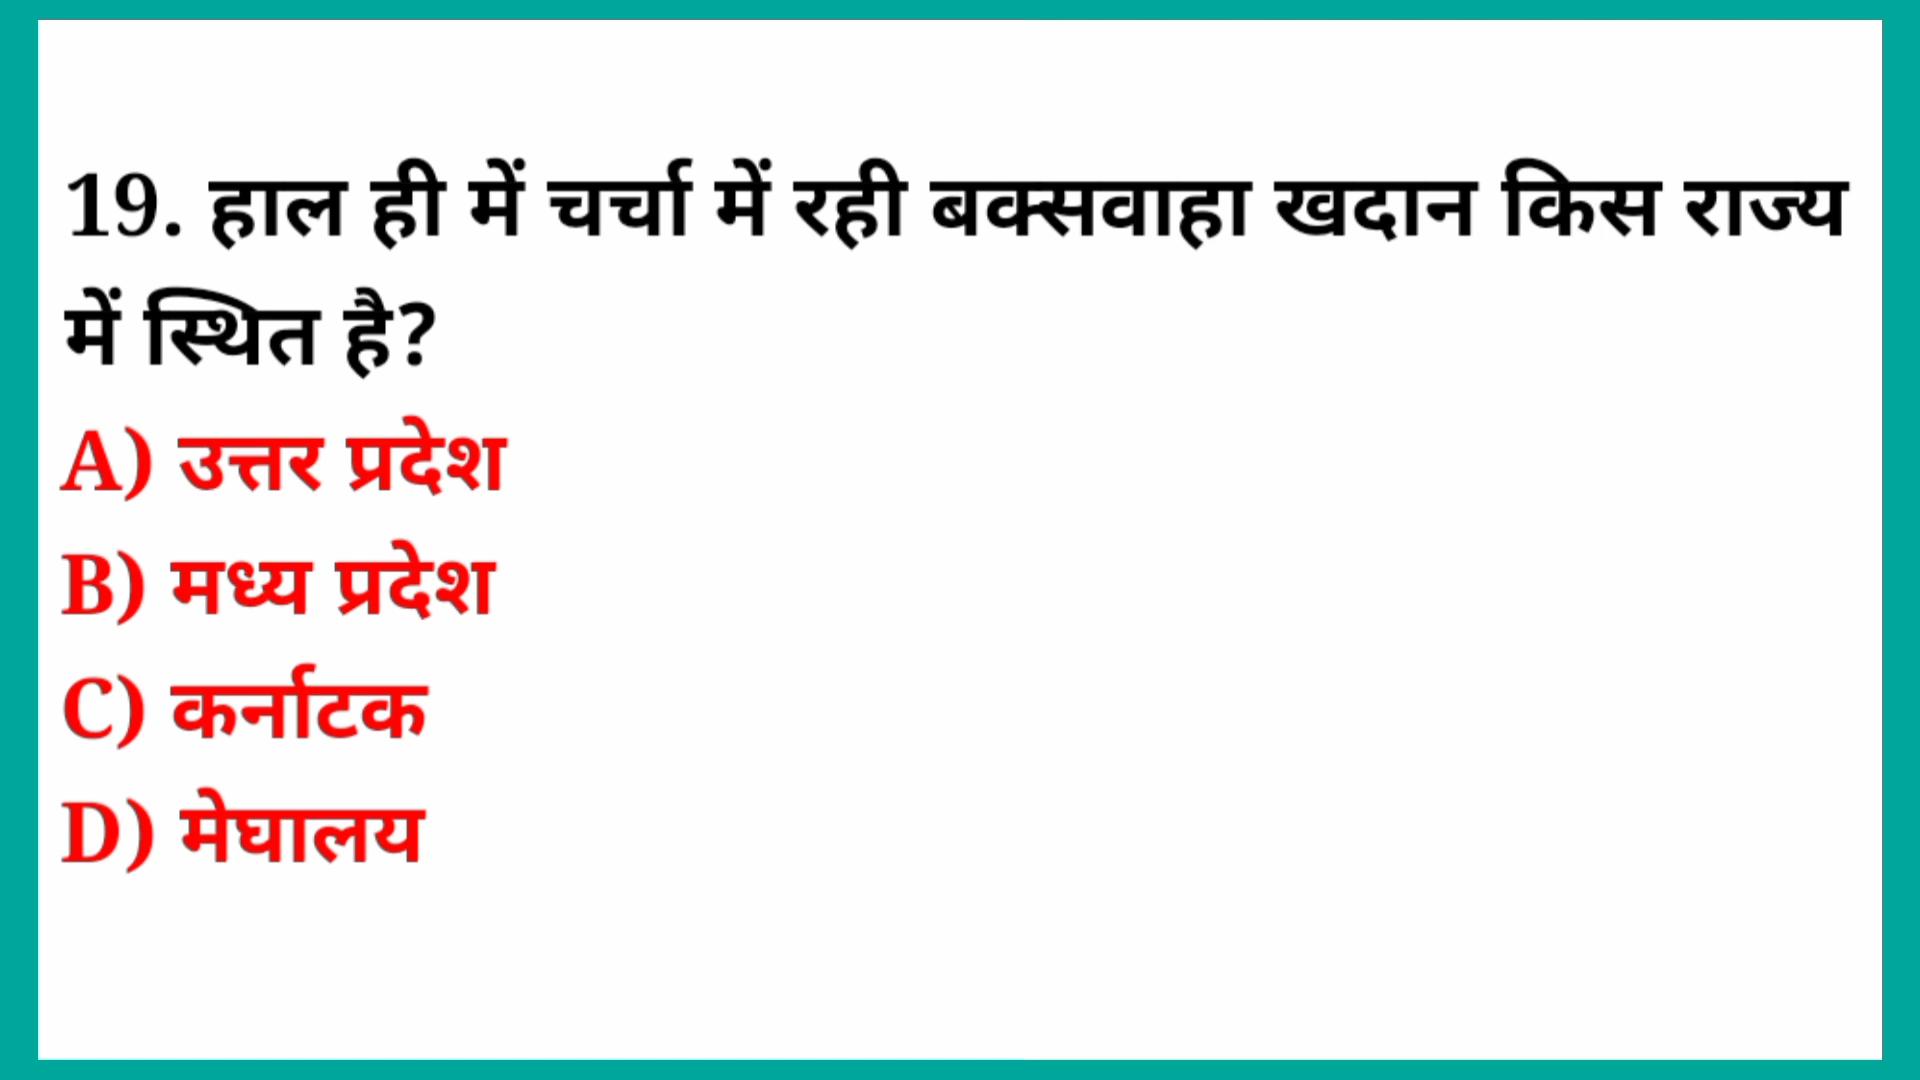 19. हाल ही में चर्चा में रही बक्सवाहा खदान किस राज्य
में स्थित है?
A) उत्तर प्रदेश
B) मध्य प्रदेश
C) कर्नाटक
D) मेघालय